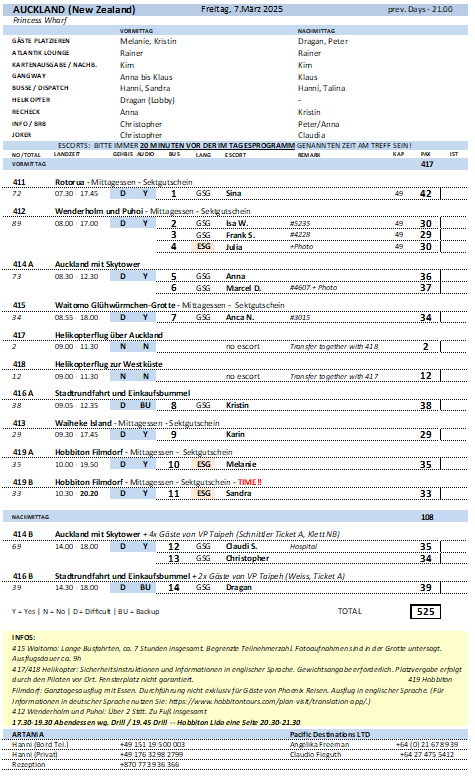 AUCKLAND (New Zealand) Freitag, 7.März 2025 prev. Days - 21.00
Princess Wharf
VORMITTAG NACHMITTAG
GÄSTE PLATZIEREN Melanie, Kristin Dragan, Peter
ATLANTIK LOUNGE Rainer Rainer
KARTENAUSGABE / NACHB. Kim Kim
GANGWAY Anna bis Klaus Klaus
BUSSE / DISPATCH Hanni, Sandra Hanni, Talina
HELIKOPTER Dragan (Lobby) -
RECHECK Anna Kristin
INFO / BRB Christopher Peter/Anna
JOKER Christopher Claudia
ESCORTS: BITTE IMMER 20 MINUTEN VOR DER IM TAGESPROGRAMM GENANNTEN ZEIT AM TREFF SEIN!
NO/TOTAL LANDZEIT GEHBIS AUDIO BUS LANG ESCORT REMARK KAP PAX IST
VORMITTAG 417
411 Rotorua - Mittagessen - Sektgutschein
72 07.30 - 17.45 D Y 1 GSG Sina 49 42
412 Wenderholm und Puhoi - Mittagessen - Sektgutschein
89 08.00 - 17.00 D Y 2 GSG Isa W. #5235 49 30
3 GSG Frank S. #4228 49 29
4 ESG Julia +Photo 49 30
414 A Auckland mit Skytower
73 08.30 - 12.30 D Y 5 GSG Anna 36
6 GSG Marcel D. #4607 + Photo 37
415 Waitomo Glühwürmchen-Grotte - Mittagessen - Sektgutschein
34 08.55 - 18.00 D Y 7 GSG Anca N. #3015 34
417 Helikopterflug über Auckland
2 09.00 - 11.30 N N no escort Transfer together with 418 2
418 Helikopterflug zur Westküste
12 09.00 - 11.30 N N no escort Transfer together with 417 12
416 A Stadtrundfahrt und Einkaufsbummel
38 09.05 - 12.35 D BU 8 GSG Kristin 38
413 Waiheke Island - Mittagessen - Sektgutschein
29 09.30 - 17.45 D Y 9 GSG Karin 29
419 A Hobbiton Filmdorf - Mittagessen - Sektgutschein
35 10.00 - 19.50 D Y 10 ESG Melanie 35
419 B Hobbiton Filmdorf - Mittagessen - Sektgutschein - TIME!!
33 10.30 - 20.20 D Y 11 ESG Sandra 33
NACHMITTAG 108
414 B Auckland mit Skytower + 4x Gäste von VP Taipeh (Schnittler Ticket A, Klett NB)
69 14.00 - 18.00 D Y 12 GSG Claudi S. Hospital 35
13 GSG Christopher 34
416 B Stadtrundfahrt und Einkaufsbummel + 2x Gäste von VP Taipeh (Weiss, Ticket A)
39 14.30 - 18.00 D BU 14 GSG Dragan 39
Y = Yes | N = No | D = Difficult | BU = Backup TOTAL 525
INFOS:
415 Waitomo: Lange Busfahrten, ca. 7 Stunden insgesamt. Begrenzte Teilnehmerzahl. Fotoaufnahmen sind in der Grotte untersagt.
Ausflugsdauer ca. 9h
417/418 Helikopter: Sicherheitsinstruktionen und Informationen in englischer Sprache. Gewichtsangabe erforderlich. Platzvergabe erfolgt
durch den Piloten vor Ort. Fensterplatz nicht garantiert. 419 Hobbiton
Filmdorf: Ganztagesausflug mit Essen. Durchführung nicht exklusiv für Gäste von Phoenix Reisen. Ausflug in englischer Sprache. (Für
Informationen in deutscher Sprache nutzen Sie: https://www.hobbitontours.com/plan-visit/translation app/.)
412 Wenderholm und Puhoi: Über 2 Std. Zu Fuß insgesamt
17.30-19.30 Abendessen wg. Drill / 19.45 Drill -- Hobbiton Lido eine Seite 20.30-21.30
ARTANIA Pacific Destinations LTD
Hanni (Bord Tel.) +49 151 19 500 003 Angelika Freeman +64 (0) 21 678 939
Hanni (Privat) +49 176 3298 2799 Claudio Fieguth +64 27 475 5412
Rezeption +870 773 936 366